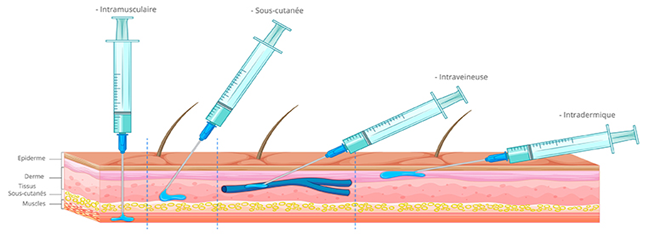 - Intramusculaire
- Sous-cutanée
- Intraveineuse
- Intradermique
Epiderme
Derme
Tissus
Sous-cutanés
Muscles